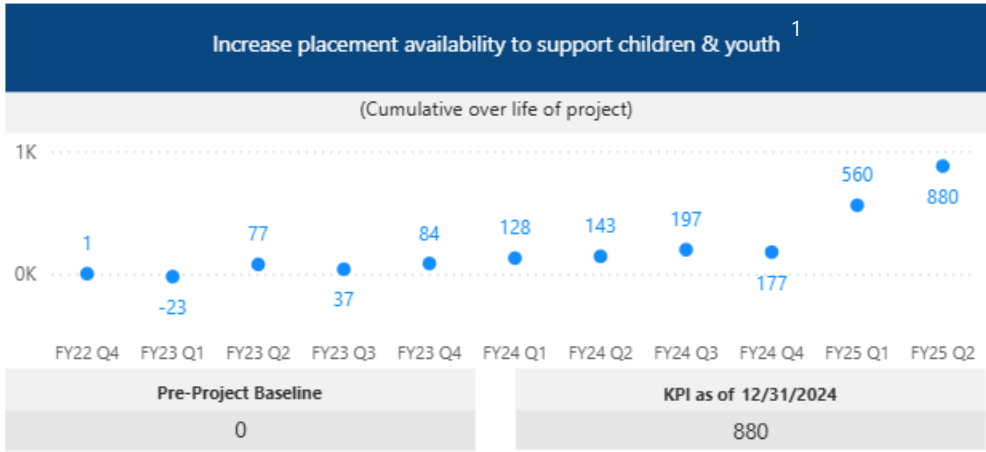 Increase placement availability to support children & youth 1
(Cumulative over life of project)
1K
560
880
197
143
128
84
77
1
0K
177
37
-23
FY22 Q4 FY23 Q1 FY23 Q2 FY23 Q3 FY23 Q4 FY24 Q1 FY24 Q2 FY24 Q3 FY24 Q4 FY25 Q1 FY25 Q2
Pre-Project Baseline KPI as of 12/31/2024
0 880